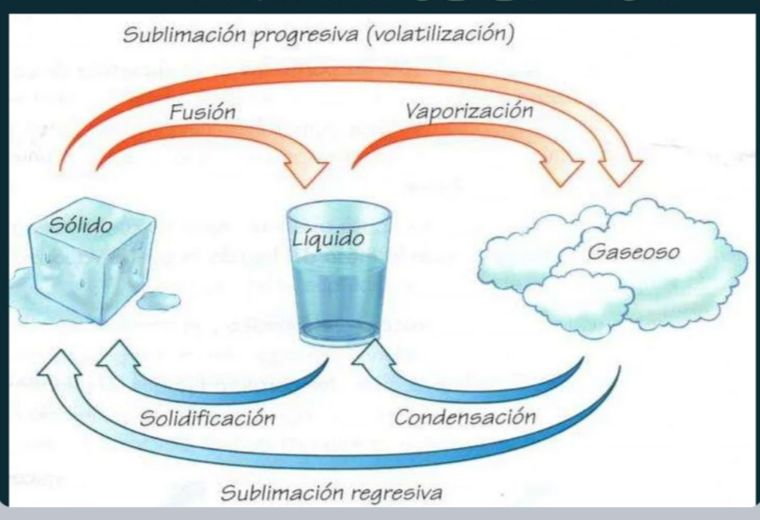 Sublimación progresiva (volatilización)
Fusión
Vaporización
Sólido
Líquido
Gaseoso
Solidificación
Condensación
Sublimación regresiva